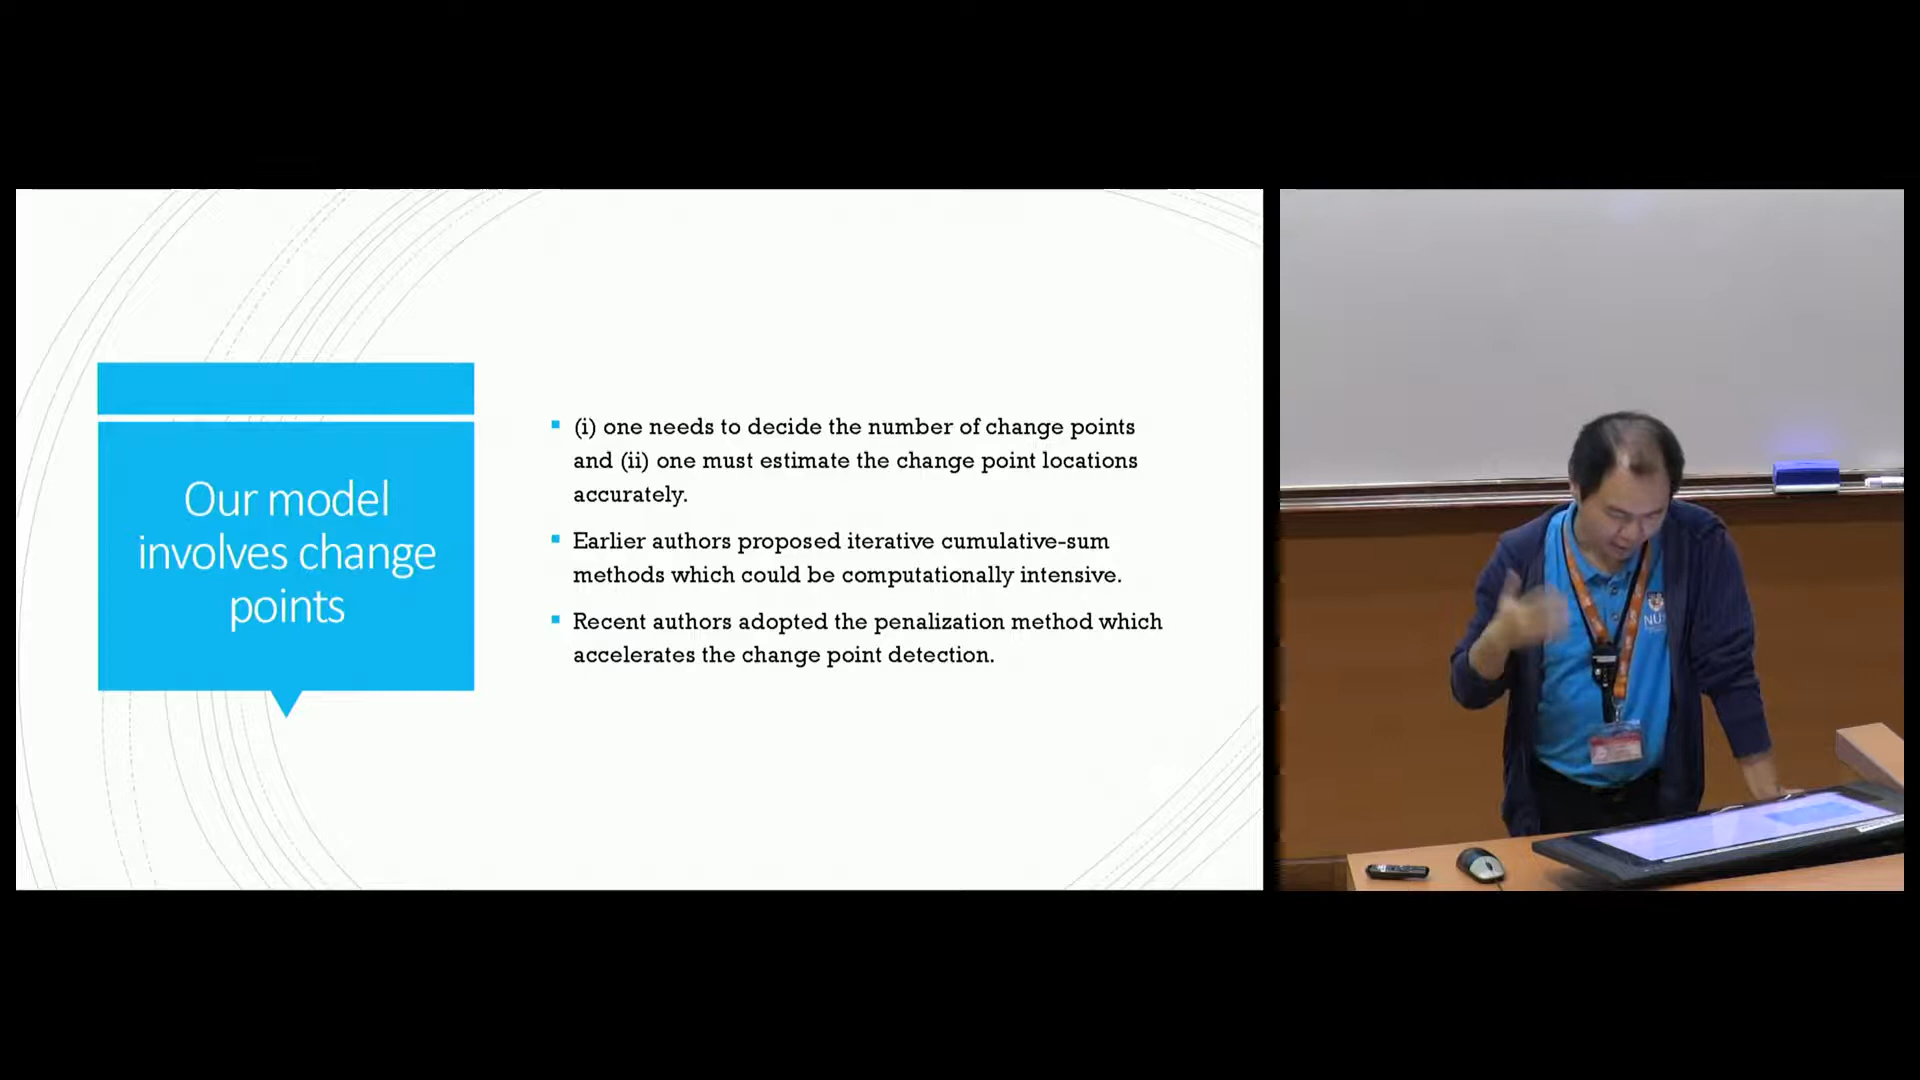 Our model
involves change
points
(i) one needs to decide the number of change points
and (ii) one must estimate the change point locations
accurately.
Earlier authors proposed iterative cumulative-sum
methods which could be computationally intensive.
Recent authors adopted the penalization method which
accelerates the change point detection.